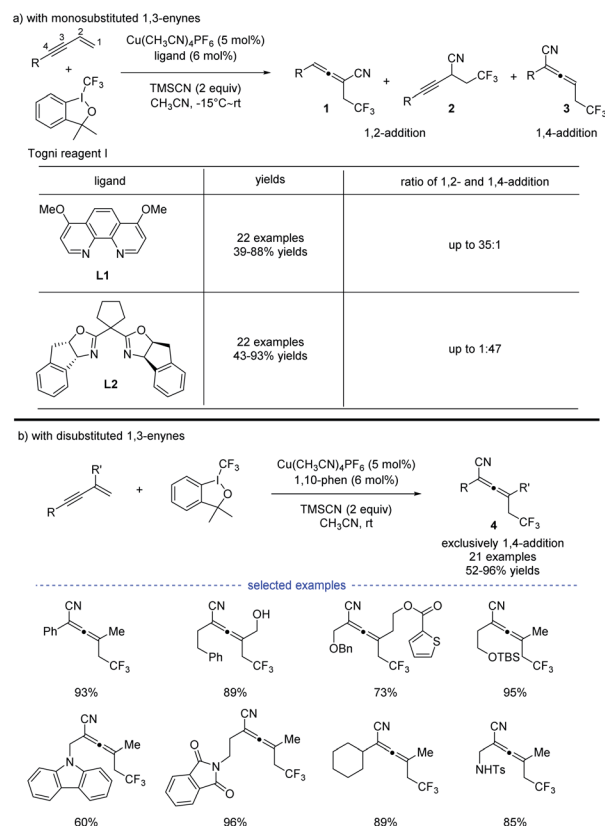 a) with monosubstituted 1,3-enynes
4 3 2 1
R
+
CF3
I
O
Togni reagent I
Cu(CH3CN)4PF6 (5 mol%)
ligand (6 mol%)
TMSCN (2 equiv)
CH3CN, -15°C~rt
R CN CF3
1
+
CN CF3 R
2
+
CN R CF3
3
1,2-addition
1,4-addition
ligand yields ratio of 1,2- and 1,4-addition
MeO OMe
N N
L1
22 examples
39-88% yields
up to 35:1
O O
N N
L2
22 examples
43-93% yields
up to 1:47
b) with disubstituted 1,3-enynes
R'
R
+
CF3
I
O
Cu(CH3CN)4PF6 (5 mol%)
1,10-phen (6 mol%)
TMSCN (2 equiv)
CH3CN, rt
CN
R R'
CF3
4
exclusively 1,4-addition
21 examples
52-96% yields
selected examples
CN
Ph Me
CF3
93%
CN OH
Ph CF3
89%
CN O O
S
OBn CF3
73%
CN Me
OTBS CF3
95%
CN
N Me
CF3
60%
CN
O Me
N
O CF3
96%
CN
Me
CF3
89%
CN
Me
NHTs CF3
85%